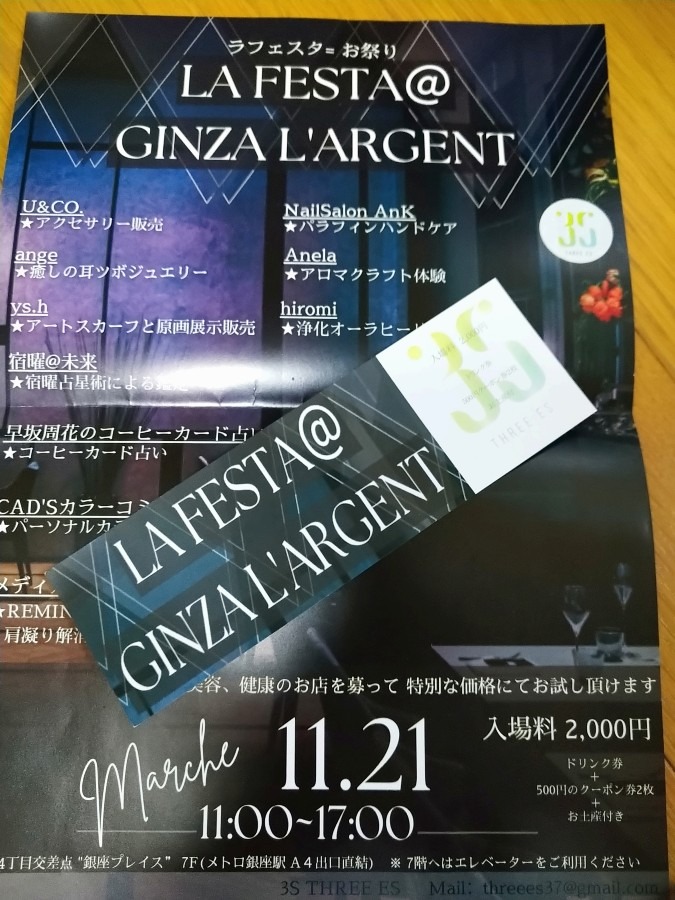 ラフェスタ= お祭り
LA FESTA@
GINZA L'ARGENT
U&CO.
★アクセサリー販売
ange
★癒しの耳ツボジュエリー
ys.h
★アートスカーフと原画展示販売
宿曜@未来
★宿曜占星術による
早坂周花のコーヒーカード占い
★コーヒーカード占い
CAD'Sカラーコミ
★パーソナルカラ
メディ
★REMIN
肩凝り解消
NailSalon AnK
★パラフィンハンドケア
Anela
★アロマクラフト体験
hiromi
★浄化オーラヒー
3S
THREE ES
LA FESTA@
GINZA L'ARGENT
3S
THREE ES
美容、健康のお店を募って 特別な価格にてお試し頂けます
Marche
11.21
11:00~17:00
入場料 2,000円
ドリンク券
+
500円のクーポン券2枚
+
お土産付き
4丁目交差点 "銀座プレイス" 7F(メトロ銀座駅 A4出口直結) ※ 7階へはエレベーターをご利用ください
3S THREE ES Mail: threees37@gmail.com